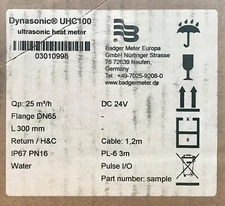 Dynasonic® UHC100
ultrasonic heat meter
03010998
Badger Meter Europa
GmbH Nürtinger Strasse
76 72639 Neufen,
Germany
Tel.: +49-7025-9208-0
www.badgermeter.de
Qp: 25 m³/h
DC 24V
Flange DN65
L 300 mm
Return / H&C
Cable: 1,2m
IP67 PN16
PL-6 3m
Water
Pulse I/O
Part number: sample